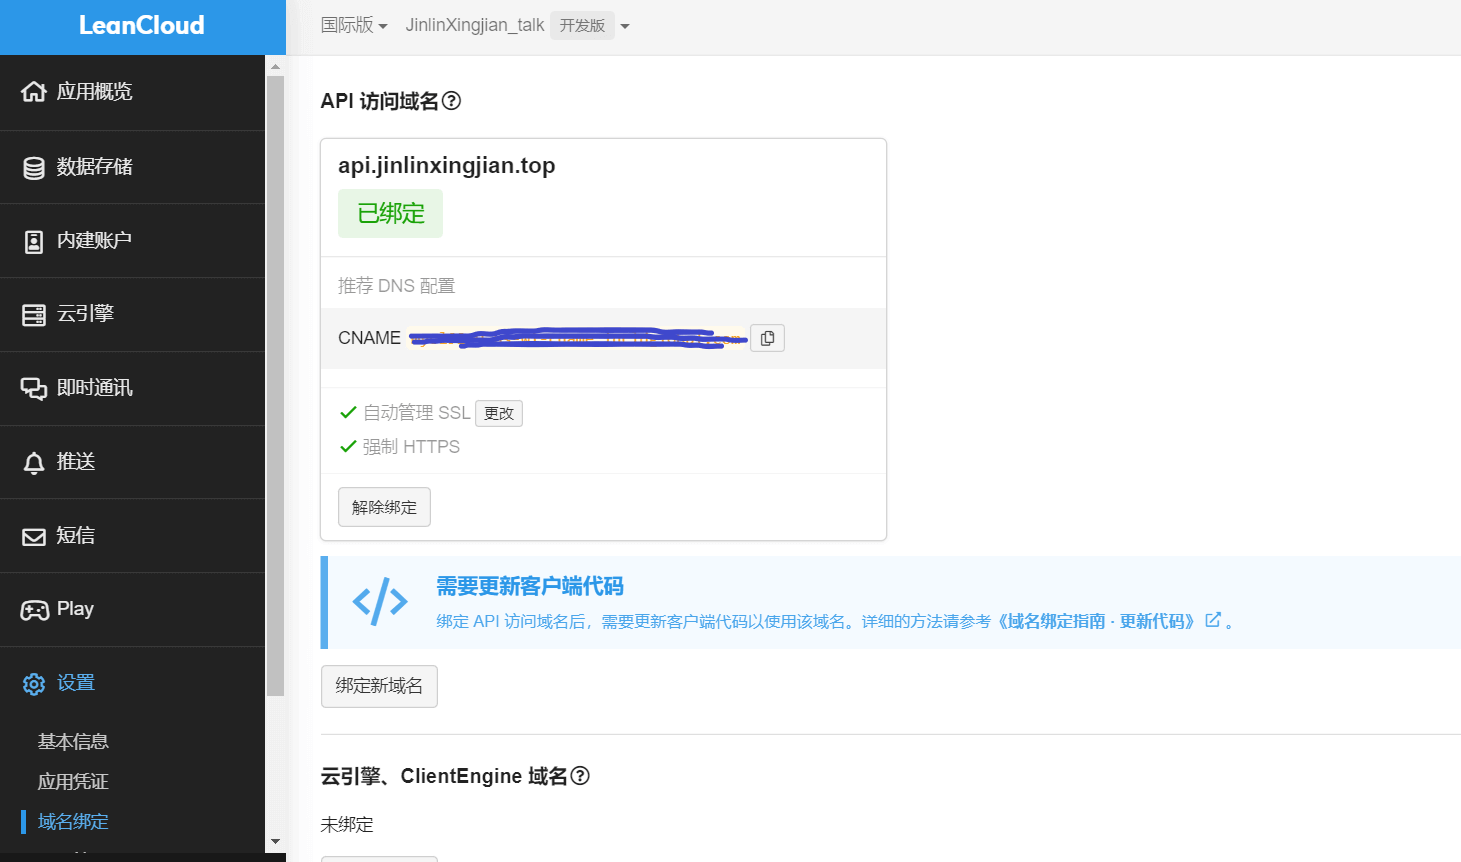 LeanCloud
国际版
JinlinXingjian_talk 开发版
应用概览
数据存储
内建账户
云引擎
即时通讯
推送
短信
Play
设置
基本信息
应用凭证
域名绑定
API 访问域名
api.jinlinxingjian.top
已绑定
推荐 DNS 配置
CNAME
自动管理 SSL 更改
强制 HTTPS
解除绑定
需要更新客户端代码
绑定 API 访问域名后，需要更新客户端代码以使用该域名。详细的方法请参考《域名绑定指南 · 更新代码》 。
绑定新域名
云引擎、ClientEngine 域名
未绑定